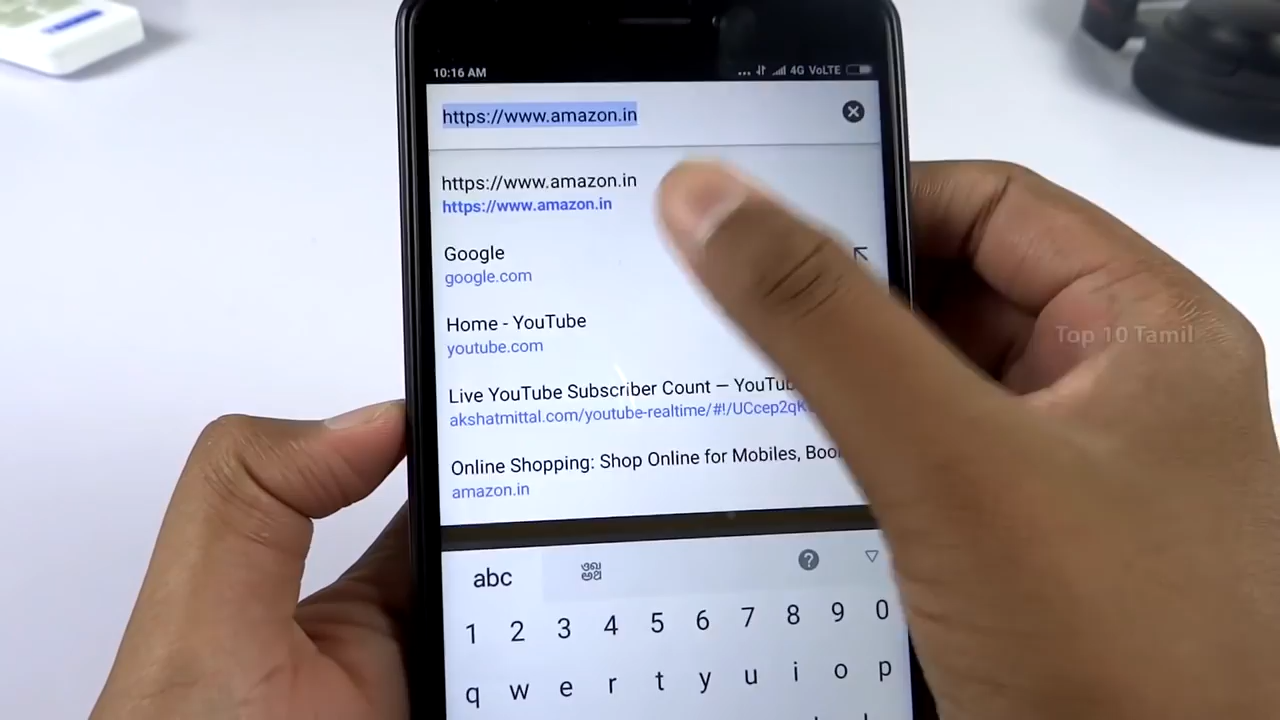 10:16 AM
4G VoLTE
https://www.amazon.in
https://www.amazon.in
https://www.amazon.in
Google
google.com
Home - YouTube
youtube.com
Live YouTube Subscriber Count — YouTub
akshatmittal.com/youtube-realtime/#!/UCcep2qK
Online Shopping: Shop Online for Mobiles, Boo
amazon.in
Top 10 Tamil
abc
1 2 3 4 5 6 7 8 9 0
q w e r t y u i o p